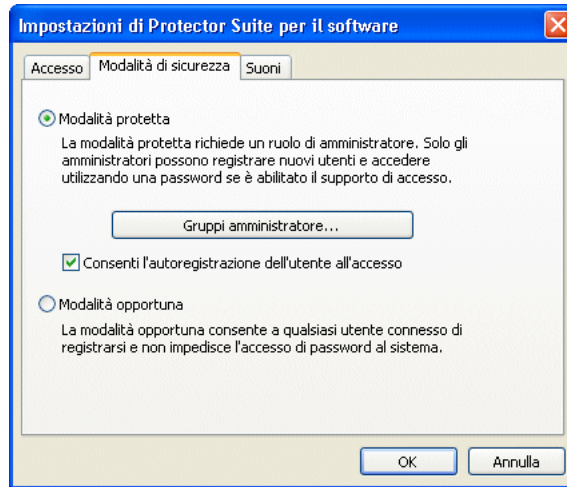 Impostazioni di Protector Suite per il software
Accesso Modalità di sicurezza Suoni
Modalità protetta
La modalità protetta richiede un ruolo di amministratore. Solo gli
amministratori possono registrare nuovi utenti e accedere
utilizzando una password se è abilitato il supporto di accesso.
Gruppi amministratore...
Consenti l'autoregistrazione dell'utente all'accesso
Modalità opportuna
La modalità opportuna consente a qualsiasi utente connesso di
registrarsi e non impedisce l'accesso di password al sistema.
OK Annulla